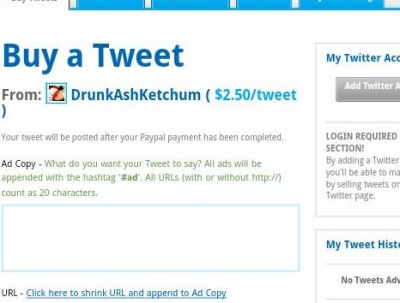 Buy a Tweet
From: DrunkAshKetchum ( $2.50/tweet
)
Your tweet will be posted after your Paypal payment has been completed.
Ad Copy - What do you want your Tweet to say? All ads will be
appended with the hashtag '#ad'. All URLs (with or without http://)
count as 20 characters.
URL - Click here to shrink URL and append to Ad Copy
My Twitter Acc
Add Twitter A
LOGIN REQUIRED
SECTION!
By adding a Twitter
you'll be able to ma
by selling tweets on
Twitter page.
My Tweet Histo
No Tweets Adv